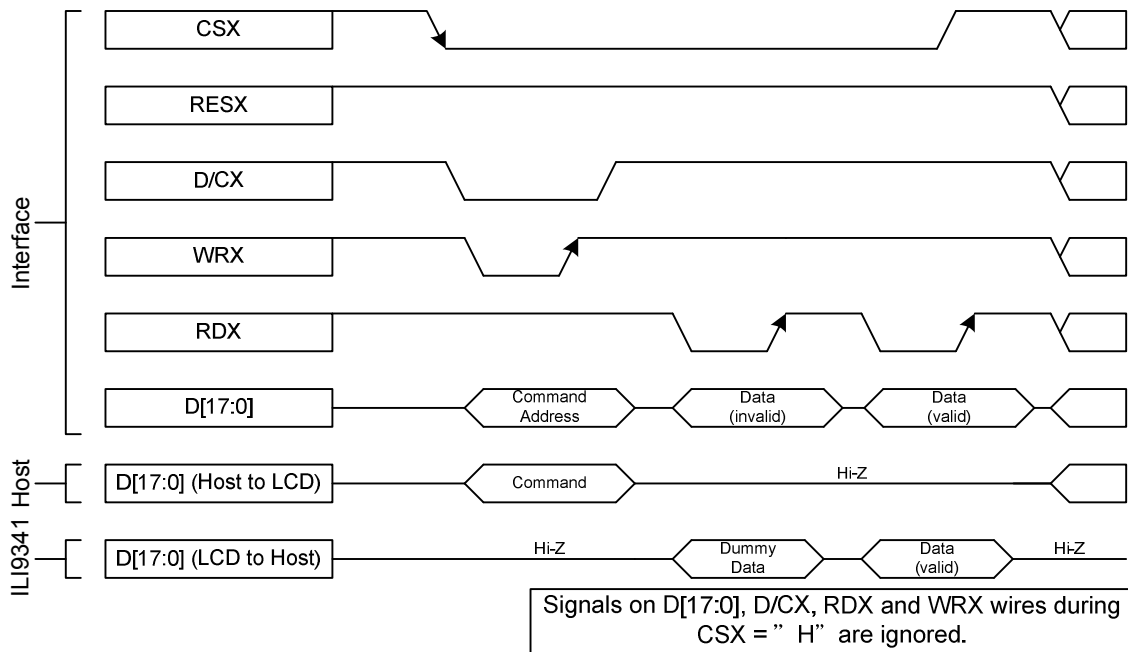 CSX
RESX
D/CX
WRX
RDX
D[17:0]
Command
Address
Data
(invalid)
Data
(valid)
D[17:0] (Host to LCD)
Command
Hi-Z
D[17:0] (LCD to Host)
Hi-Z
Dummy
Data
Data
(valid)
Hi-Z
Interface
Host
ILI9341
Signals on D[17:0], D/CX, RDX and WRX wires during
CSX = ” H” are ignored.